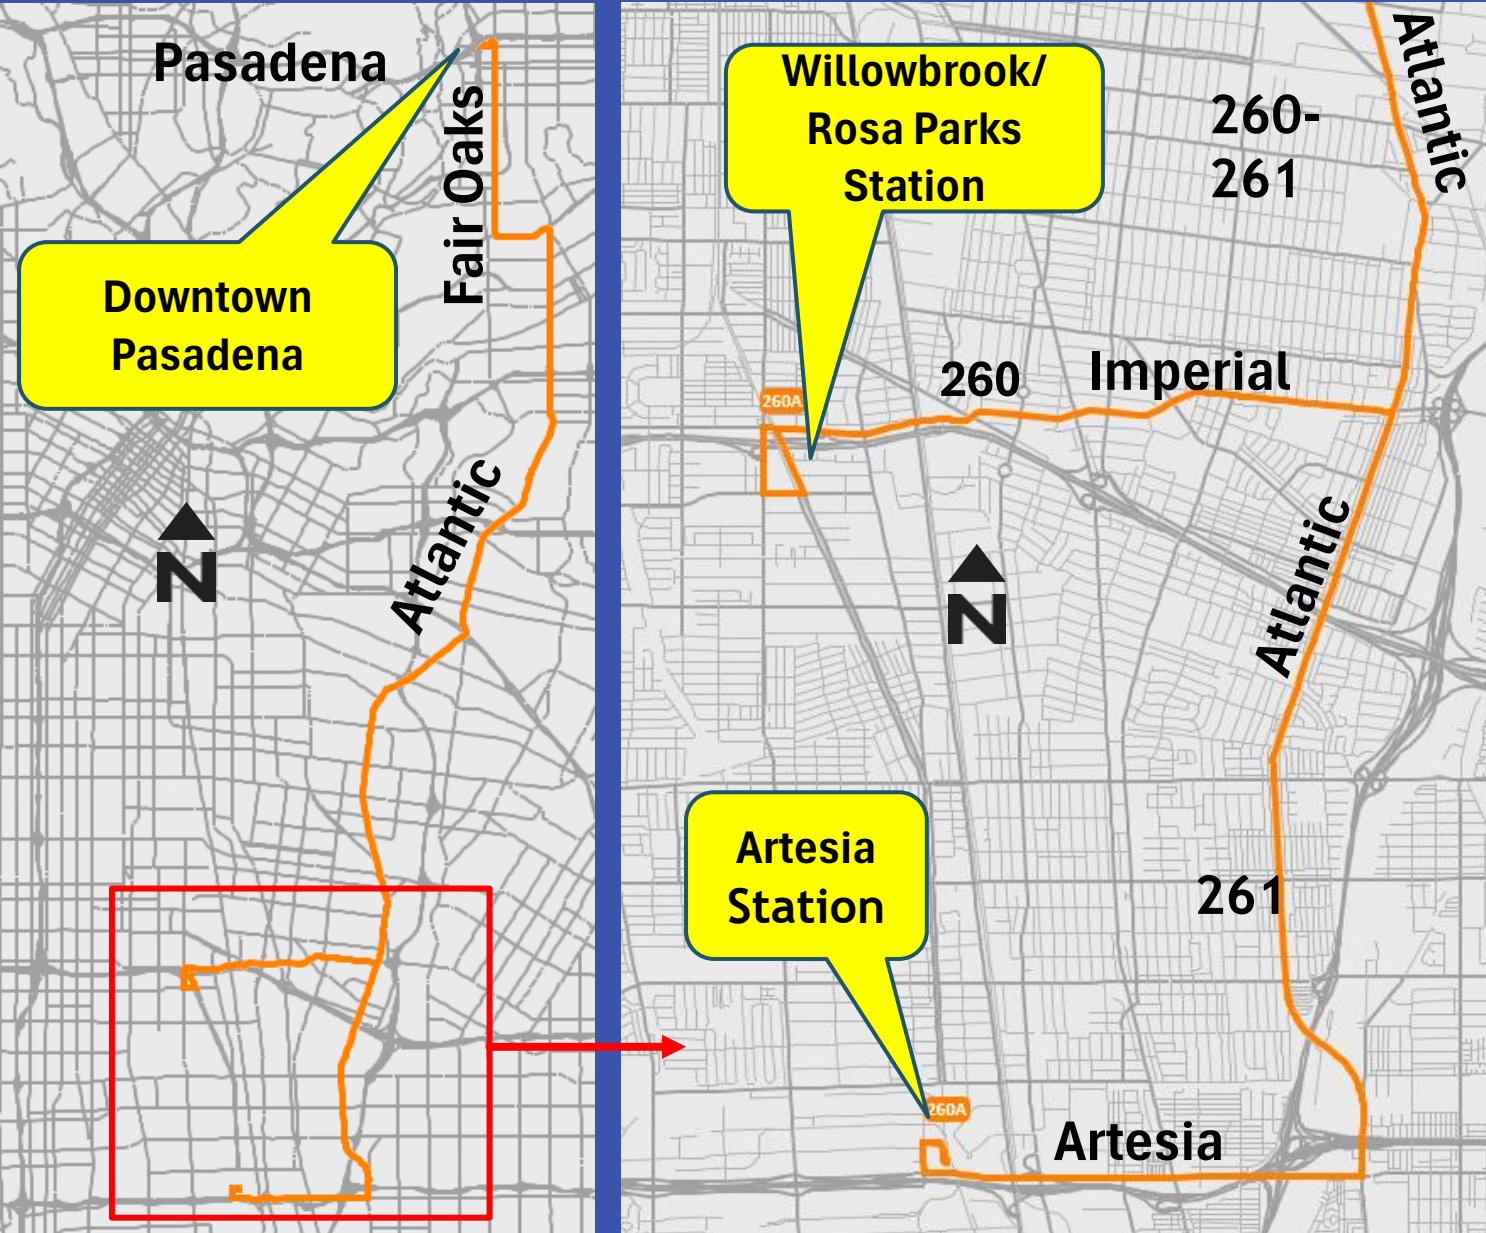 Pasadena
Fair Oaks
Downtown
Pasadena
Atlantic
N
Willowbrook/
Rosa Parks
Station
260-
261
Atlantic
260A
260
Imperial
Atlantic
N
Artesia
Station
261
260A
Artesia